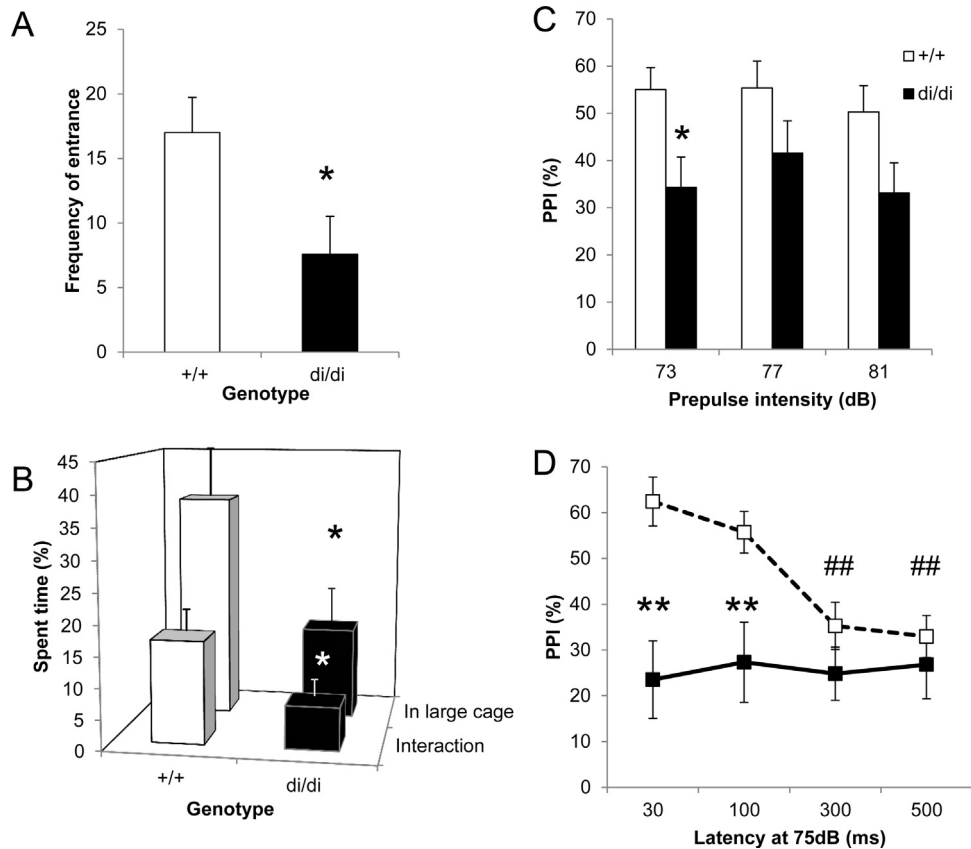 A
25
20
15
10
5
0
Frequency of entrance
*
+/+ di/di
Genotype
B
45
40
35
30
25
20
15
10
5
0
Spent time (%)
*
*
In large cage
Interaction
+/+ di/di
Genotype
C
70
60
50
40
30
20
10
0
PPI (%)
+/+
di/di
*
73 77 81
Prepulse intensity (dB)
D
70
60
50
40
30
20
10
0
PPI (%)
## ##
** **
30 100 300 500
Latency at 75dB (ms)